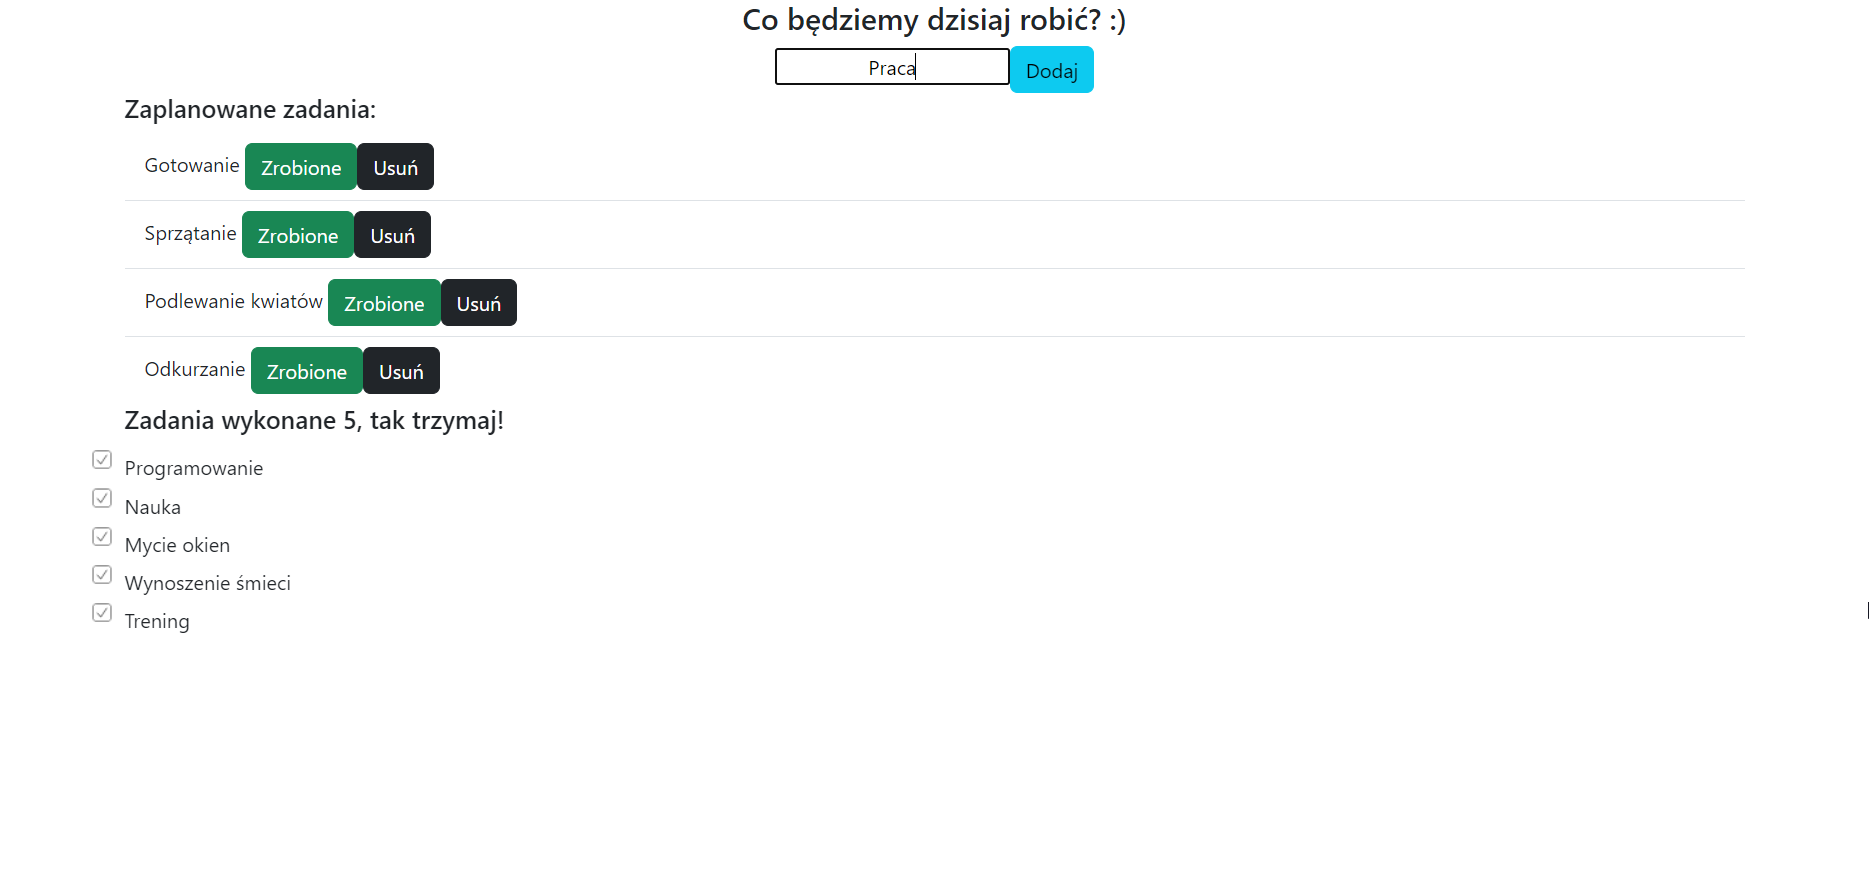 Co będziemy dzisiaj robić? :)
Praca Dodaj
Zaplanowane zadania:
Gotowanie Zrobione Usuń
Sprzątanie Zrobione Usuń
Podlewanie kwiatów Zrobione Usuń
Odkurzanie Zrobione Usuń
Zadania wykonane 5, tak trzymaj!
Programowanie
Nauka
Mycie okien
Wynoszenie śmieci
Trening